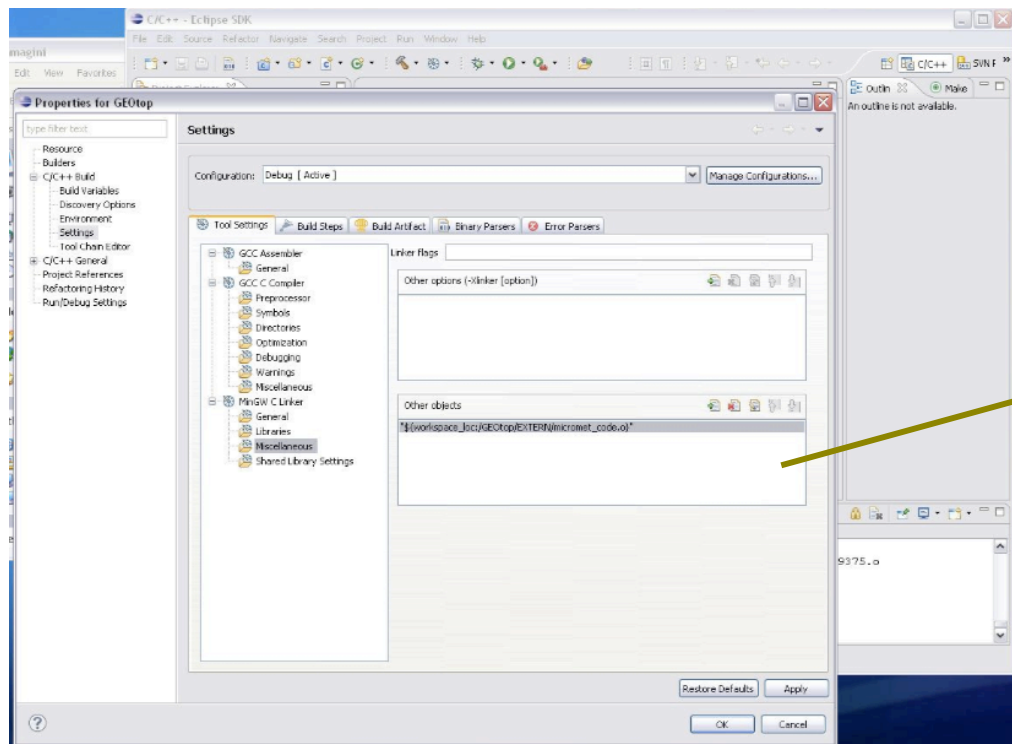 C/C++ - Eclipse SDK
File Edit Source Refactor Navigate Search Project Run Window Help
magini
Edit View Favorites
C/C++
SVN F
Outlin
Make
An outline is not available.
Properties for GEOtop
type filter text
Resource
Builders
C/C++ Build
Build Variables
Discovery Options
Environment
Settings
Tool Chain Editor
C/C++ General
Project References
Refactoring History
Run/Debug Settings
Settings
Configuration: Debug [ Active ]
Manage Configurations...
Tool Settings Build Steps Build Artifact Binary Parsers Error Parsers
GCC Assembler
General
GCC C Compiler
Preprocessor
Symbols
Directories
Optimization
Debugging
Warnings
Miscellaneous
MinGW C Linker
General
Libraries
Miscellaneous
Shared Library Settings
Linker flags
Other options (-Xlinker [option])
Other objects
"${workspace_loc:/GEOtop/EXTERN/micromet_code.o}"
9375.o
Restore Defaults Apply
OK Cancel